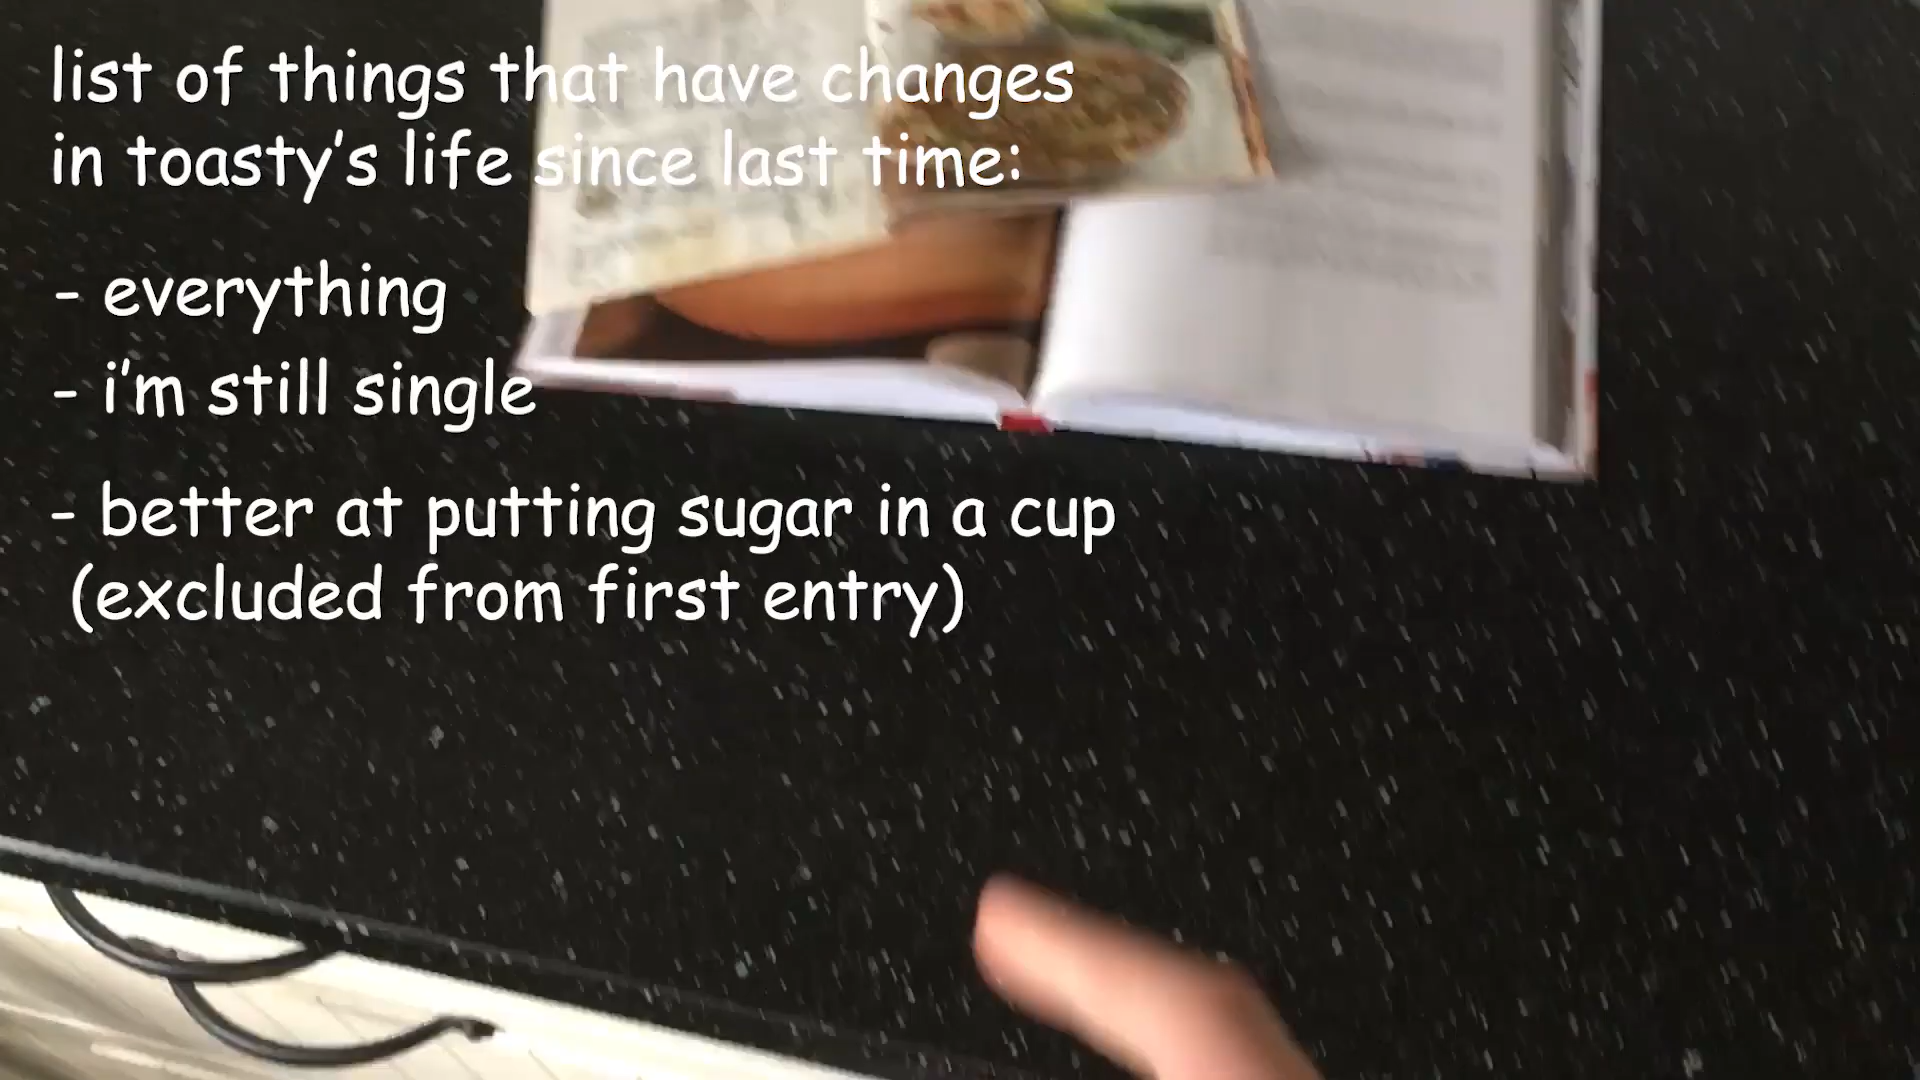 list of things that have changes
in toasty's life since last time:
- everything
- i'm still single
- better at putting sugar in a cup
(excluded from first entry)